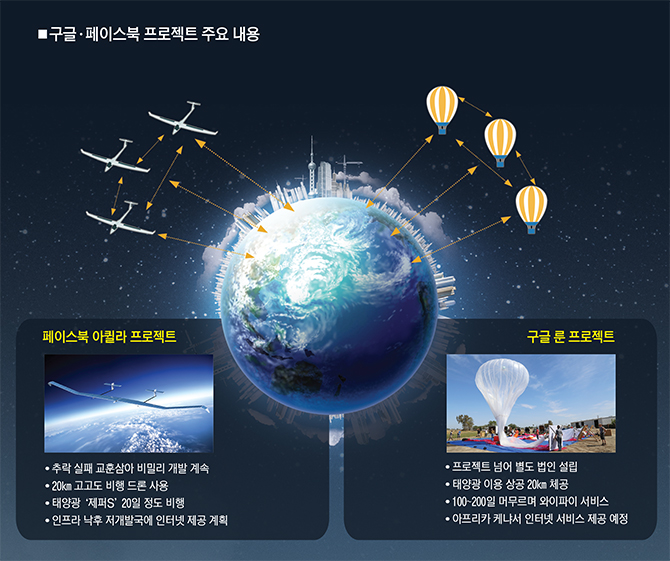 ■구글·페이스북 프로젝트 주요 내용
페이스북 아퀼라 프로젝트
• 추락 실패 교훈삼아 비밀리 개발 계속
• 20km 고고도 비행 드론 사용
• 태양광 ‘제퍼S’ 20일 정도 비행
• 인프라 낙후 저개발국에 인터넷 제공 계획
구글 룬 프로젝트
• 프로젝트 넘어 별도 법인 설립
• 태양광 이용 상공 20km 체공
• 100~200일 머무르며 와이파이 서비스
• 아프리카 케냐서 인터넷 서비스 제공 예정